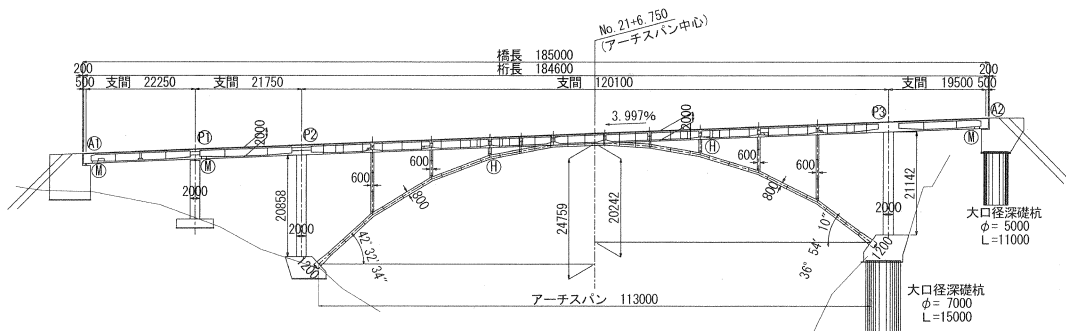 No.21+6.750
(アーチスパン中心)
橋長 185000
200 桁長 184600 200
500 支間 22250 支間 21750 支間 120100 支間 19500 500
3.997%
2000
2000
A1
P1
P2
P3
A2
M
M
H
H
M
600
600
600
600
800
800
2000
2000
2000
20858
24759
20242
21142
42° 32' 34"
36° 54' 10"
1200
1200
大口径深礎杭
φ= 5000
L=11000
アーチスパン 113000
大口径深礎杭
φ= 7000
L=15000